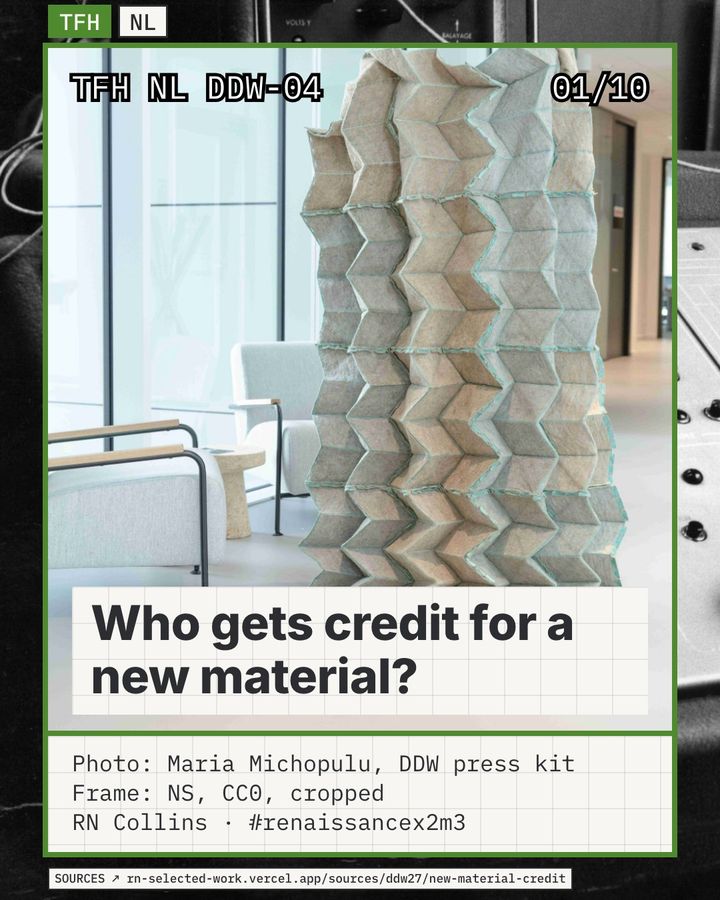 TFH NL
VOLTS Y
BALAYAGE
TFH NL DDW-04
01/10
Who gets credit for a
new material?
Photo: Maria Michopulu, DDW press kit
Frame: NS, CC0, cropped
RN Collins · #renaissancex2m3
SOURCES ↗ rn-selected-work.vercel.app/sources/ddw27/new-material-credit